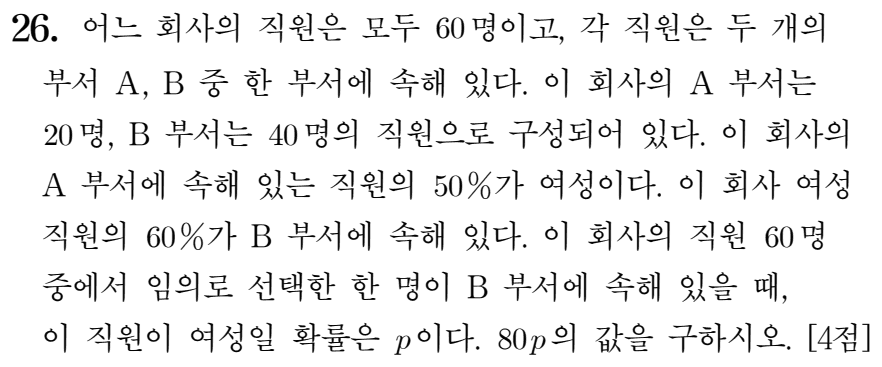 26. 어느 회사의 직원은 모두 60명이고, 각 직원은 두 개의
부서 A, B 중 한 부서에 속해 있다. 이 회사의 A 부서는
20명, B 부서는 40명의 직원으로 구성되어 있다. 이 회사의
A 부서에 속해 있는 직원의 50%가 여성이다. 이 회사 여성
직원의 60%가 B 부서에 속해 있다. 이 회사의 직원 60명
중에서 임의로 선택한 한 명이 B 부서에 속해 있을 때,
이 직원이 여성일 확률은 p이다. 80p의 값을 구하시오. [4점]